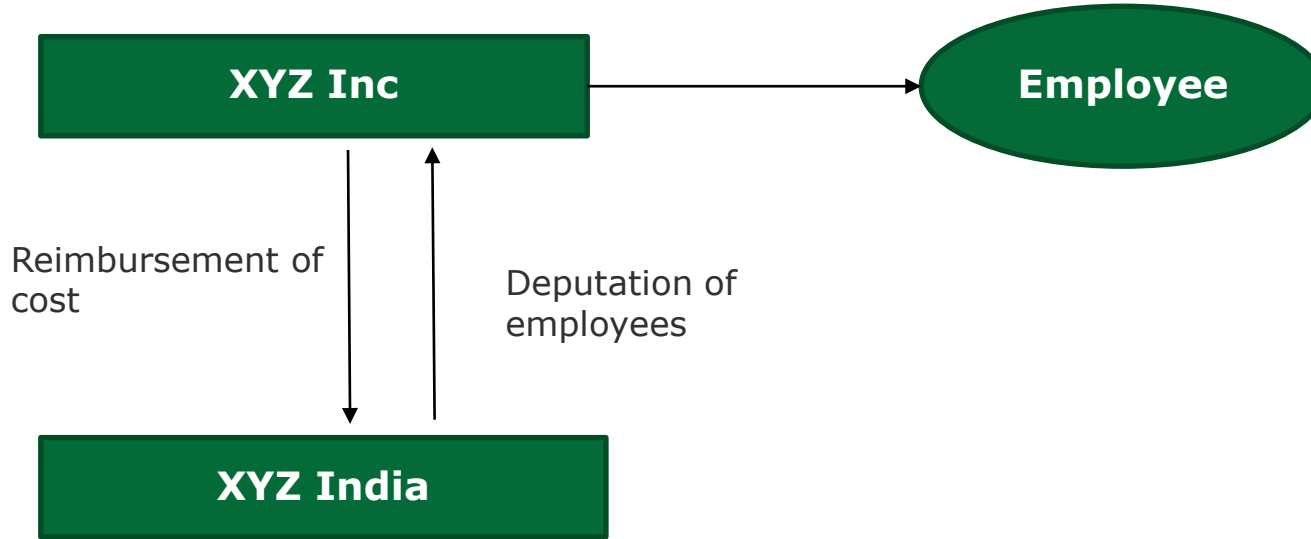 XYZ Inc
Employee
Reimbursement of
cost
Deputation of
employees
XYZ India